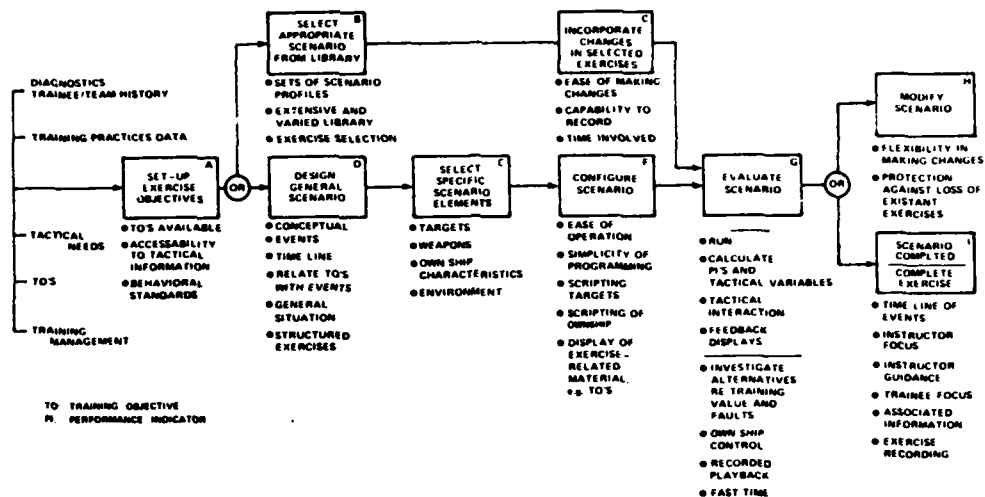 DIAGNOSTICS
TRAINEE/TEAM HISTORY
TRAINING PRACTICES DATA
TACTICAL
NEEDS
TO'S
TRAINING
MANAGEMENT
A
SET-UP
EXERCISE
OBJECTIVES
● TO'S AVAILABLE
● ACCESSABILITY
TO TACTICAL
INFORMATION
● BEHAVIORAL
STANDARDS
OR
B
SELECT
APPROPRIATE
SCENARIO
FROM LIBRARY
● SETS OF SCENARIO
PROFILES
● EXTENSIVE AND
VARIED LIBRARY
● EXERCISE SELECTION
C
INCORPORATE
CHANGES
IN SELECTED
EXERCISES
● EASE OF MAKING
CHANGES
● CAPABILITY TO
RECORD
● TIME INVOLVED
D
DESIGN
GENERAL
SCENARIO
● CONCEPTUAL
● EVENTS
● TIME LINE
● RELATE TO'S
WITH EVENTS
● GENERAL
SITUATION
● STRUCTURED
EXERCISES
E
SELECT
SPECIFIC
SCENARIO
ELEMENTS
● TARGETS
● WEAPONS
● OWN SHIP
CHARACTERISTICS
● ENVIRONMENT
F
CONFIGURE
SCENARIO
● EASE OF
OPERATION
● SIMPLICITY OF
PROGRAMMING
● SCRIPTING
TARGETS
● SCRIPTING OF
OWNSHIP
● DISPLAY OF
EXERCISE-
RELATED
MATERIAL,
e.g. TO'S
G
EVALUATE
SCENARIO
● RUN
● CALCULATE
PI'S AND
TACTICAL VARIABLES
● TACTICAL
INTERACTION
● FEEDBACK
DISPLAYS
● INVESTIGATE
ALTERNATIVES
RE TRAINING
VALUE AND
FAULTS
● OWN SHIP
CONTROL
● RECORDED
PLAYBACK
● FAST TIME
OR
H
MODIFY
SCENARIO
● FLEXIBILITY IN
MAKING CHANGES
● PROTECTION
AGAINST LOSS OF
EXISTANT
EXERCISES
I
SCENARIO
COMPLTED
COMPLETE
EXERCISE
● TIME LINE OF
EVENTS
● INSTRUCTOR
FOCUS
● INSTRUCTOR
GUIDANCE
● TRAINEE FOCUS
● ASSOCIATED
INFORMATION
● EXERCISE
RECORDING
TO TRAINING OBJECTIVE
PI. PERFORMANCE INDICATOR